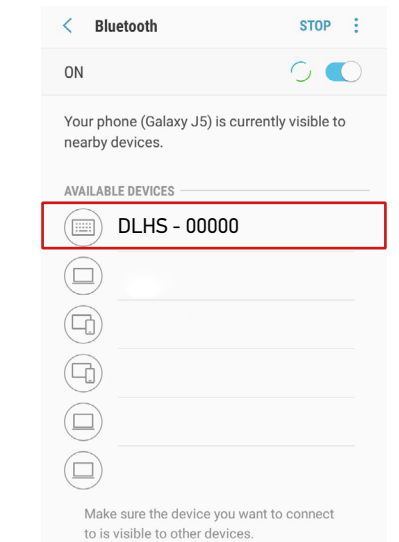 Bluetooth STOP
ON
Your phone (Galaxy J5) is currently visible to
nearby devices.
AVAILABLE DEVICES
DLHS - 00000
Make sure the device you want to connect
to is visible to other devices.